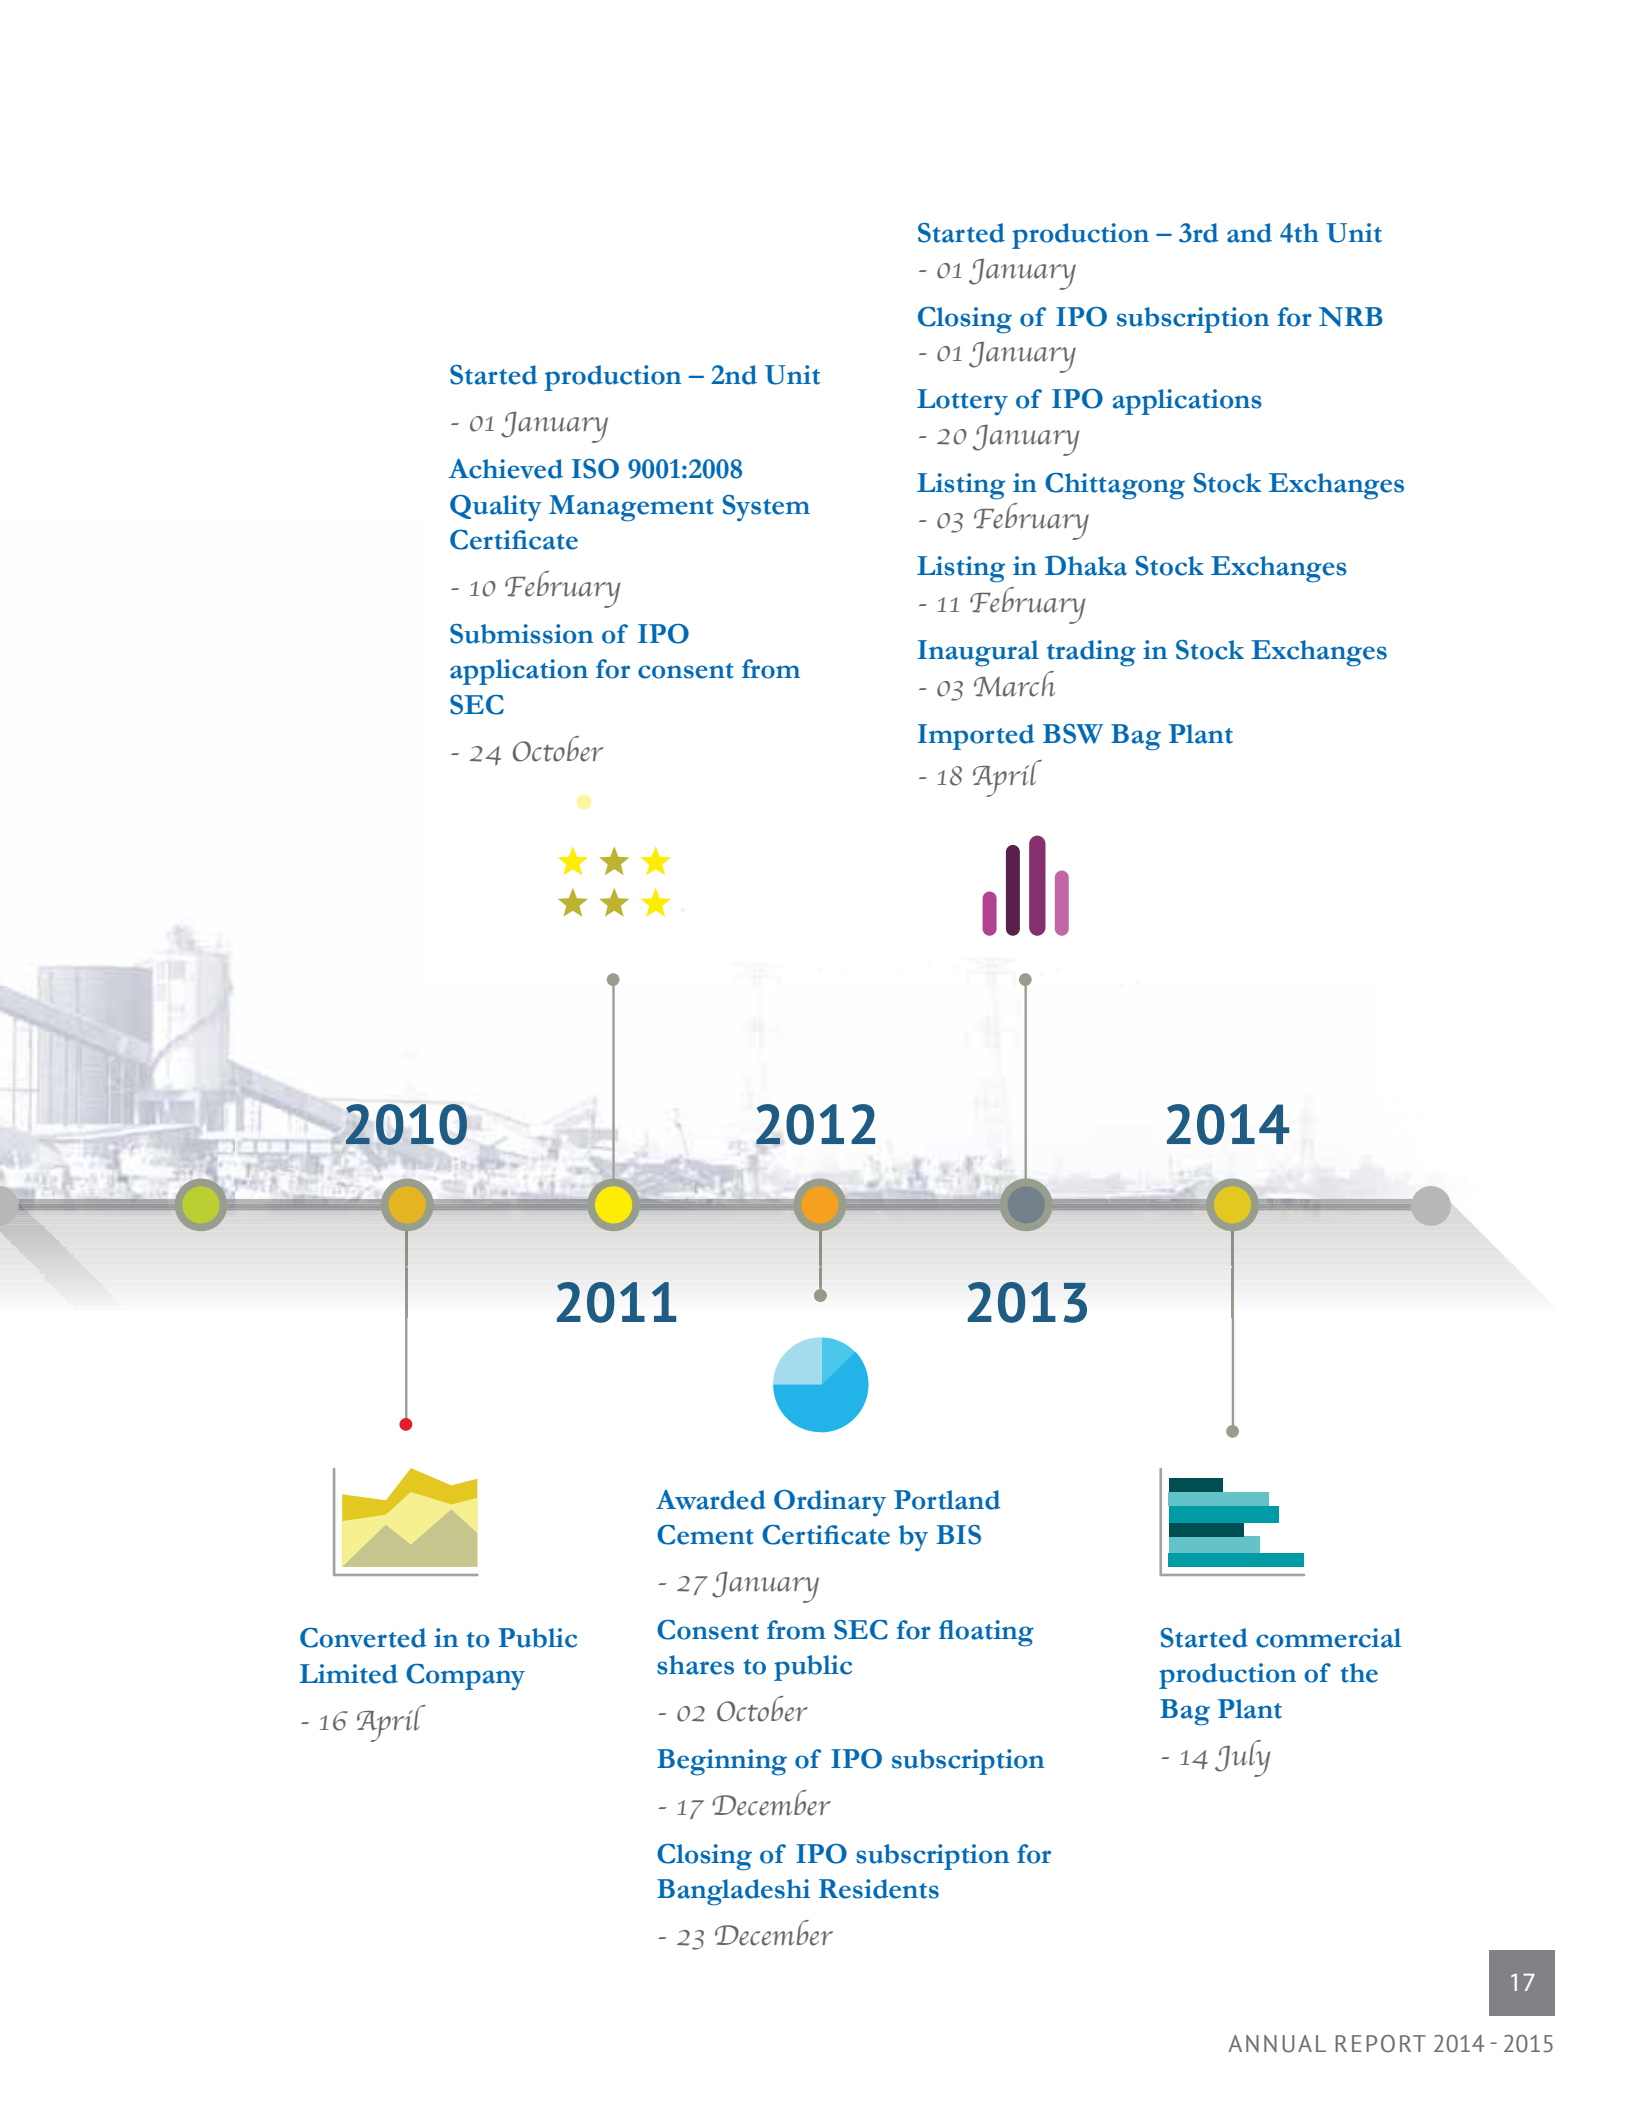 Started production – 3rd and 4th Unit
- 01 January
Closing of IPO subscription for NRB
- 01 January
Lottery of IPO applications
- 20 January
Listing in Chittagong Stock Exchanges
- 03 February
Listing in Dhaka Stock Exchanges
- 11 February
Inaugural trading in Stock Exchanges
- 03 March
Imported BSW Bag Plant
- 18 April
Started production – 2nd Unit
- 01 January
Achieved ISO 9001:2008
Quality Management System
Certificate
- 10 February
Submission of IPO
application for consent from
SEC
- 24 October
2010
2012
2014
2011
2013
Converted in to Public
Limited Company
- 16 April
Awarded Ordinary Portland
Cement Certificate by BIS
- 27 January
Consent from SEC for floating
shares to public
- 02 October
Beginning of IPO subscription
- 17 December
Closing of IPO subscription for
Bangladeshi Residents
- 23 December
Started commercial
production of the
Bag Plant
- 14 July
17
ANNUAL REPORT 2014 - 2015